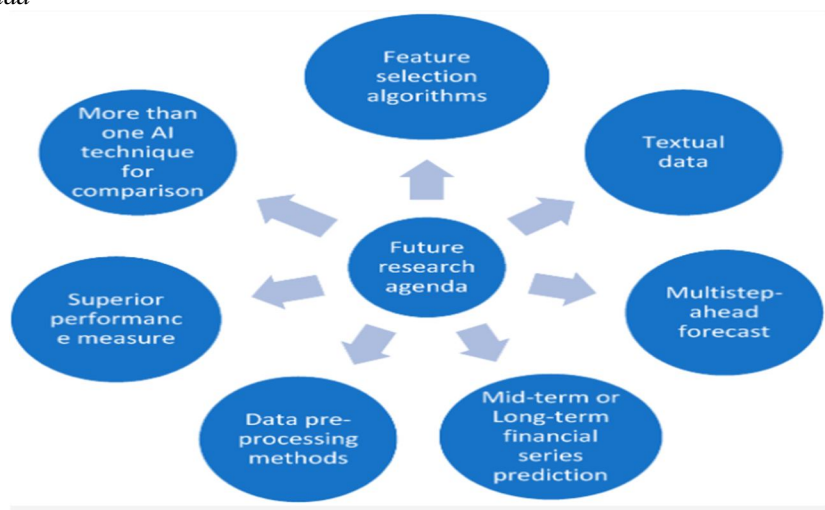 Feature
selection
algorithms
More than
one AI
technique
for
comparison
Textual
data
Future
research
agenda
Superior
performanc
e measure
Multistep-
ahead
forecast
Data pre-
processing
methods
Mid-term or
Long-term
financial
series
prediction